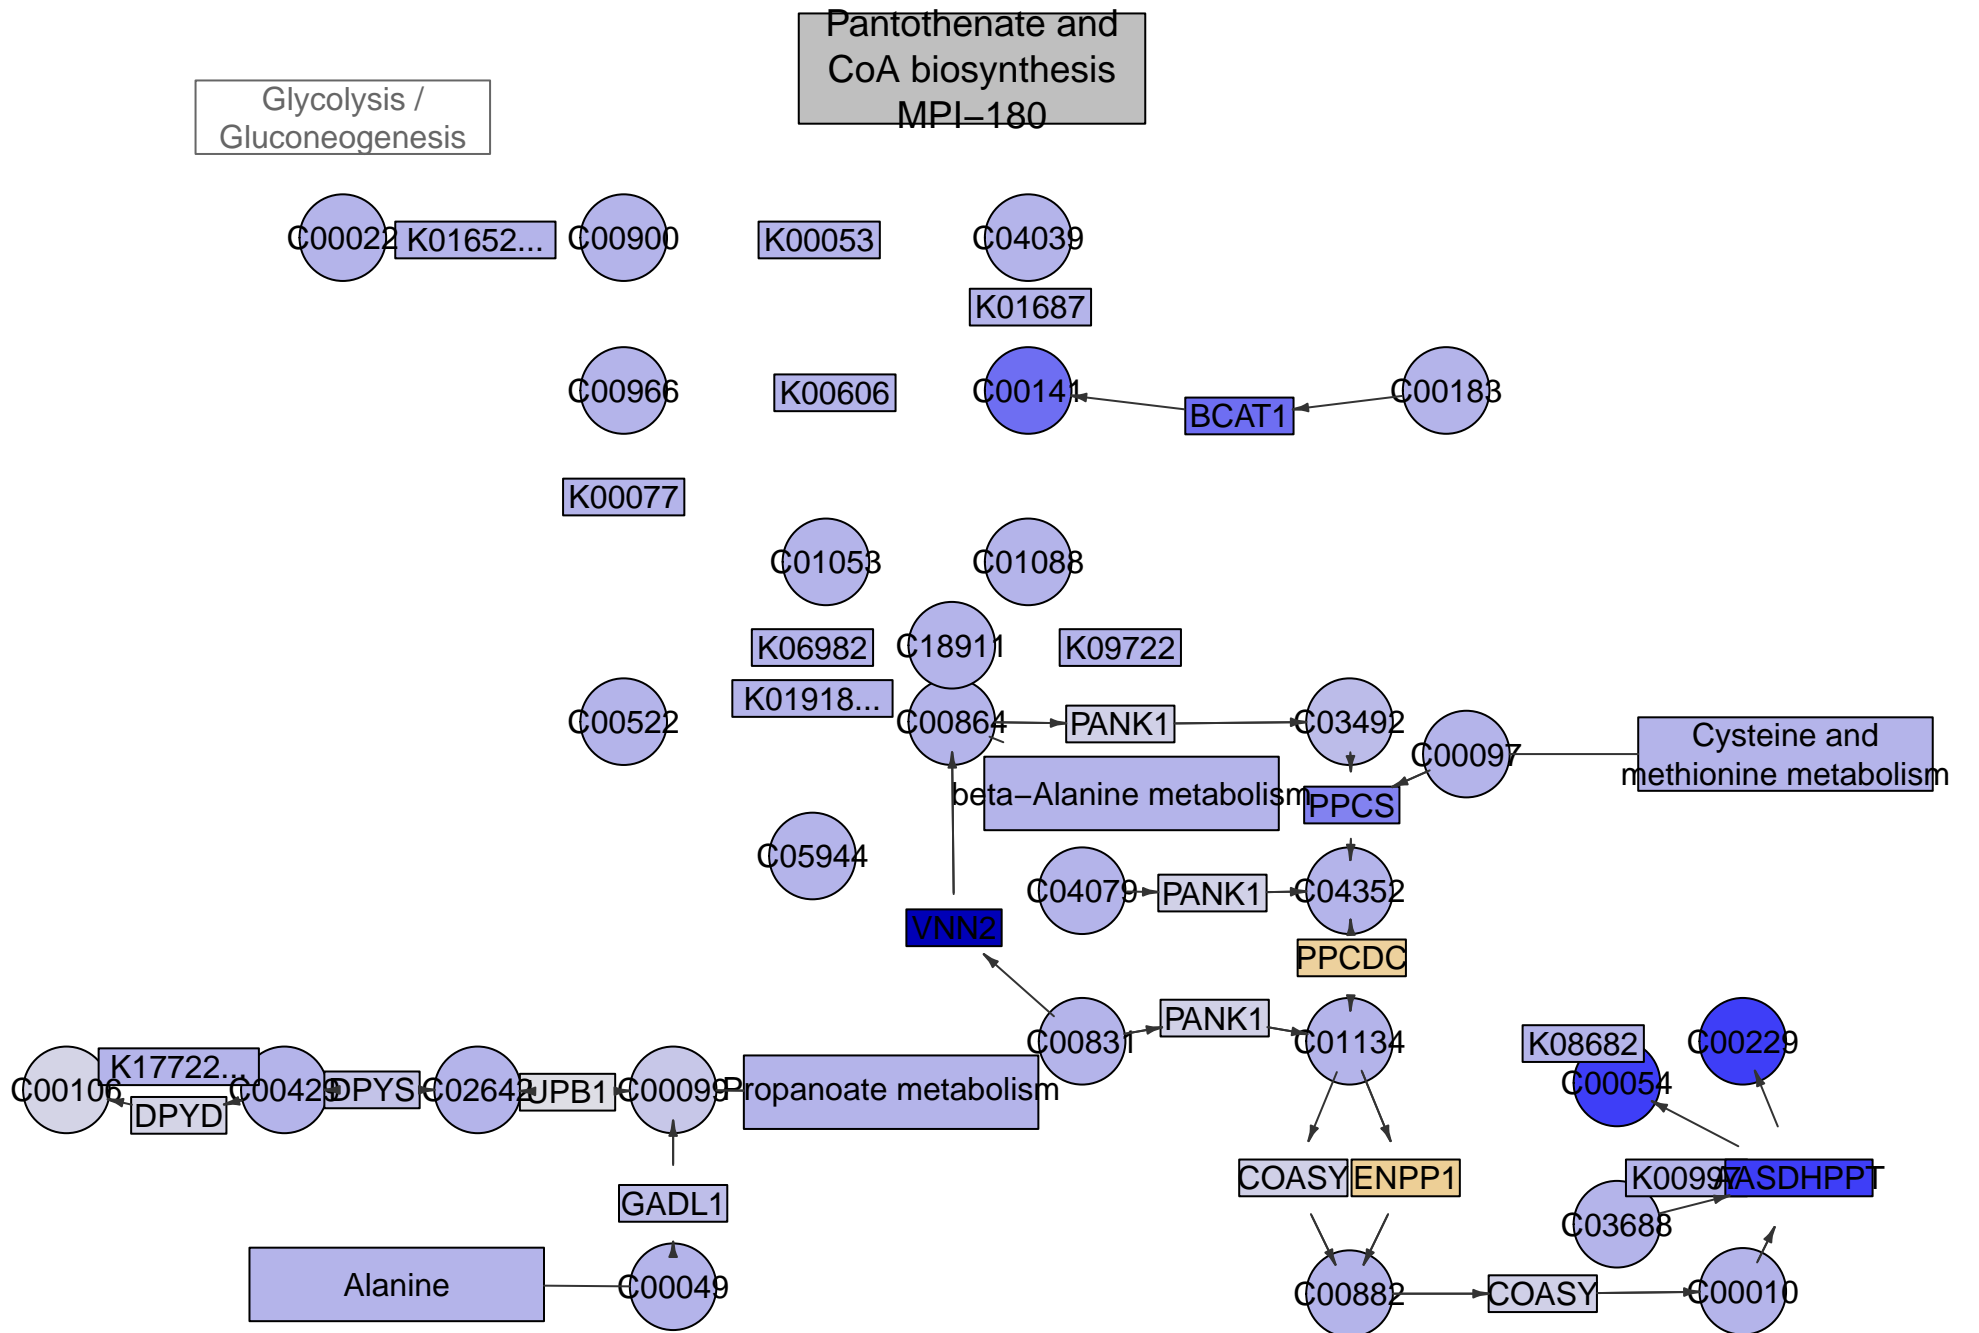 Pantothenate and
CoA biosynthesis
MPI–180
Glycolysis /
Gluconeogenesis
C00022
K01652...
C00900
K00053
C04039
K01687
C00966
K00606
C00141
BCAT1
C00183
K00077
C01053
C01088
K06982
C18911
K09722
K01918...
C00522
C00864
PANK1
C03492
C00097
Cysteine and
methionine metabolism
beta–Alanine metabolism
PPCS
C05944
C04079
PANK1
C04352
VNN2
PPCDC
C00831
PANK1
C01134
K08682
C00229
C00054
C00106
K17722...
C00429
DPYD
DPYS
C02642
UPB1
C00099
Propanoate metabolism
COASY
ENPP1
K00997
AASDHPPT
GADL1
C03688
Alanine
C00049
C00882
COASY
C00010